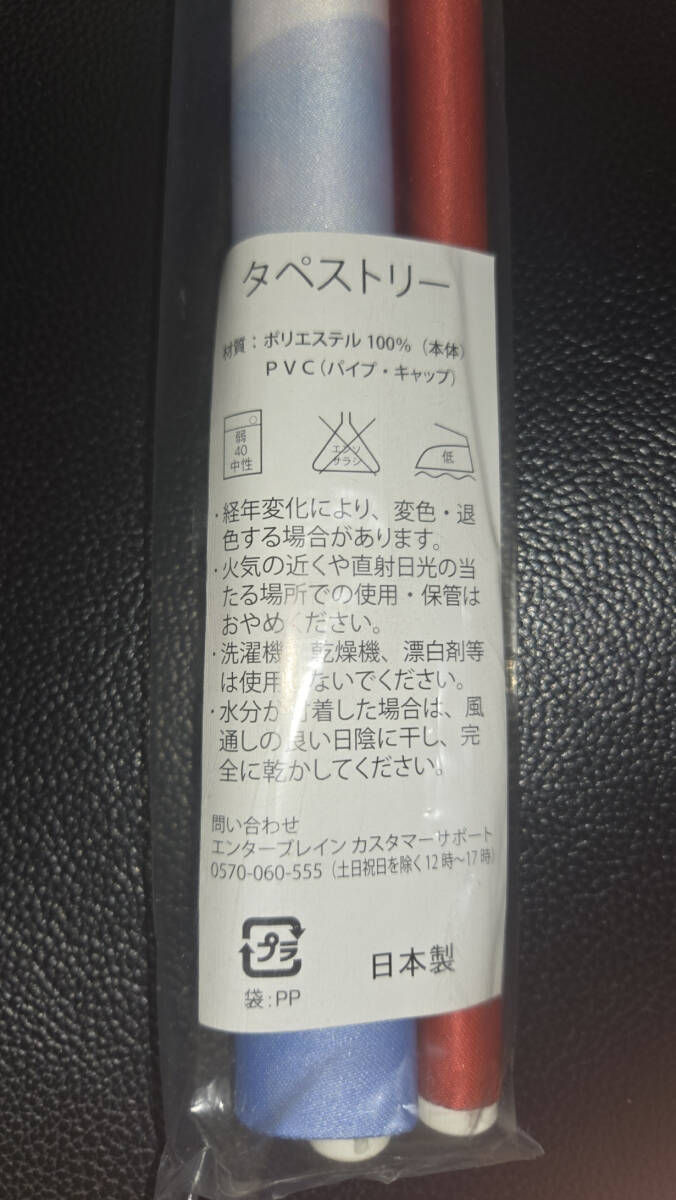 タペストリー
材質：ポリエステル 100%（本体）
PVC（パイプ・キャップ）
弱
40
中性
エンソ
サラシ
低
・経年変化により、変色・退
色する場合があります。
・火気の近くや直射日光の当
たる場所での使用・保管は
おやめください。
・洗濯機、乾燥機、漂白剤等
は使用しないでください。
・水分が付着した場合は、風
通しの良い日陰に干し、完
全に乾かしてください。
問い合わせ
エンターブレイン カスタマーサポート
0570-060-555（土日祝日を除く12時〜17時）
プラ
袋：PP
日本製